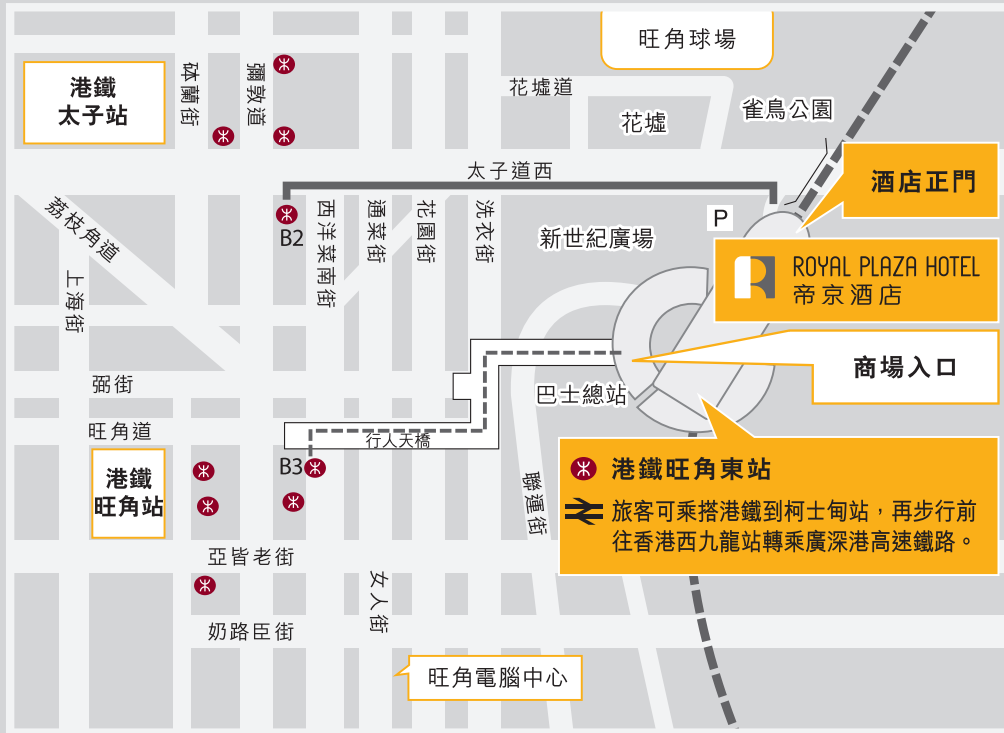 旺角球場
港鐵
太子站
砵蘭街
彌敦道
花墟道
花墟
雀鳥公園
太子道西
酒店正門
荔枝角道
B2
西洋菜南街
通菜街
花園街
洗衣街
P
新世紀廣場
ROYAL PLAZA HOTEL
帝京酒店
上海街
商場入口
弼街
巴士總站
旺角道
行人天橋
港鐵
旺角站
B3
聯運街
港鐵旺角東站
旅客可乘搭港鐵到柯士甸站，再步行前
往香港西九龍站轉乘廣深港高速鐵路。
亞皆老街
女人街
奶路臣街
旺角電腦中心